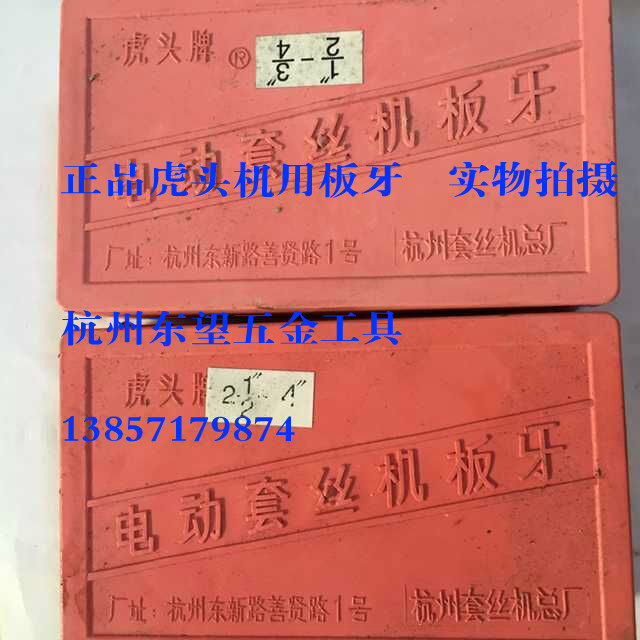 虎头牌 ® 1/2" - 3/4"
电动套丝机板牙
正品虎头机用板牙 实物拍摄
厂址：杭州东新路善贤路1号 杭州套丝机总厂
杭州东望五金工具
虎头牌 2 1/2" 4"
13857179874
电动套丝机板牙
厂址：杭州东新路善贤路1号 杭州套丝机总厂